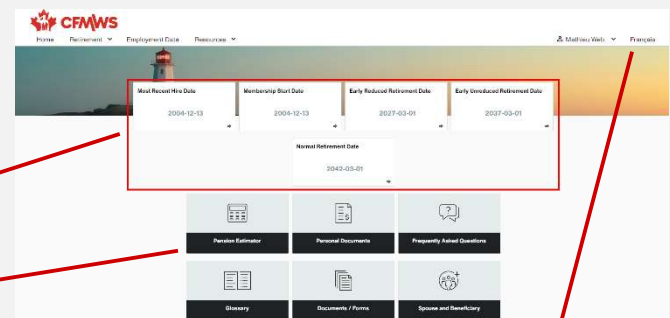 CFMWS
Home Retirement Employment Data Resources Mathieu Web Français
Most Recent Hire Date Membership Start Date Early Reduced Retirement Date Early Unreduced Retirement Date
2004-12-13 2004-12-13 2027-03-01 2037-03-01
Normal Retirement Date
2042-03-01
Pension Estimator Personal Documents Frequently Asked Questions
Glossary Documents / Forms Spouse and Beneficiary